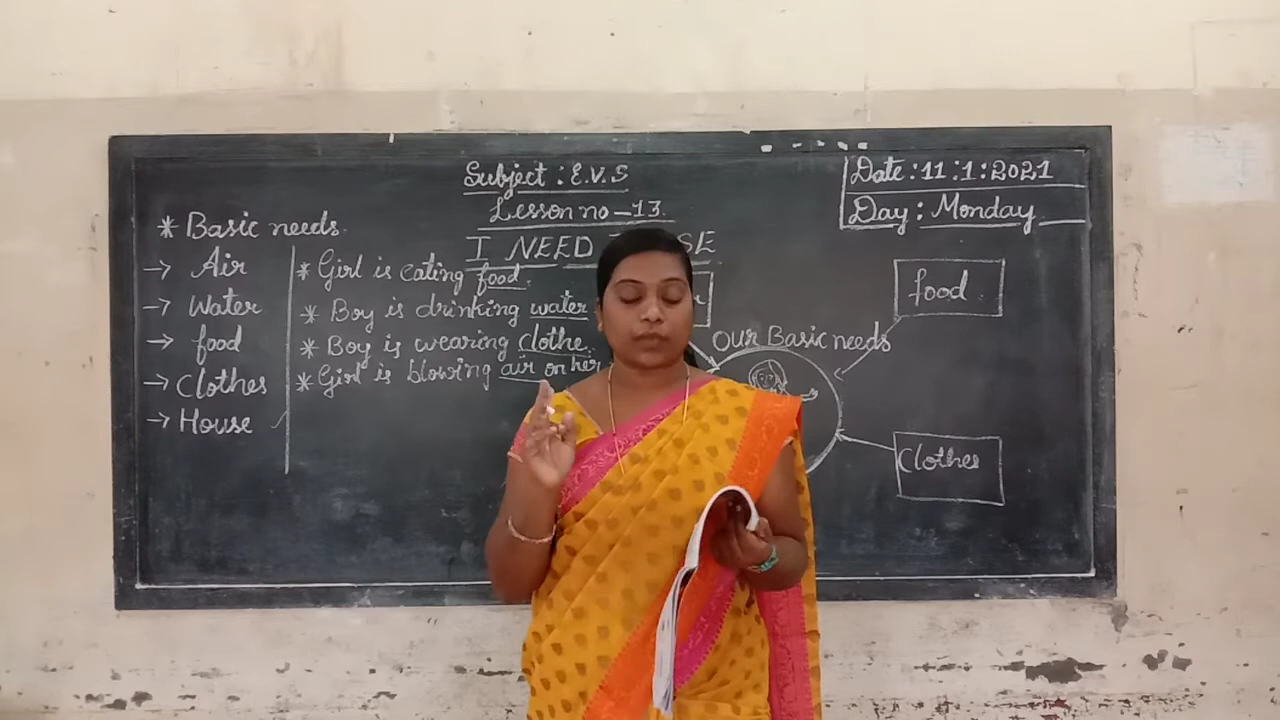 Subject : E.V.S
Lesson no - 13
I NEED
Date : 11 : 1 : 2021
Day : Monday
* Basic needs
→ Air
→ Water
→ food
→ Clothes
→ House
* Girl is eating food.
* Boy is drinking water
* Boy is wearing clothe.
* Girl is blowing air on her
Our Basic needs
food
Clothes